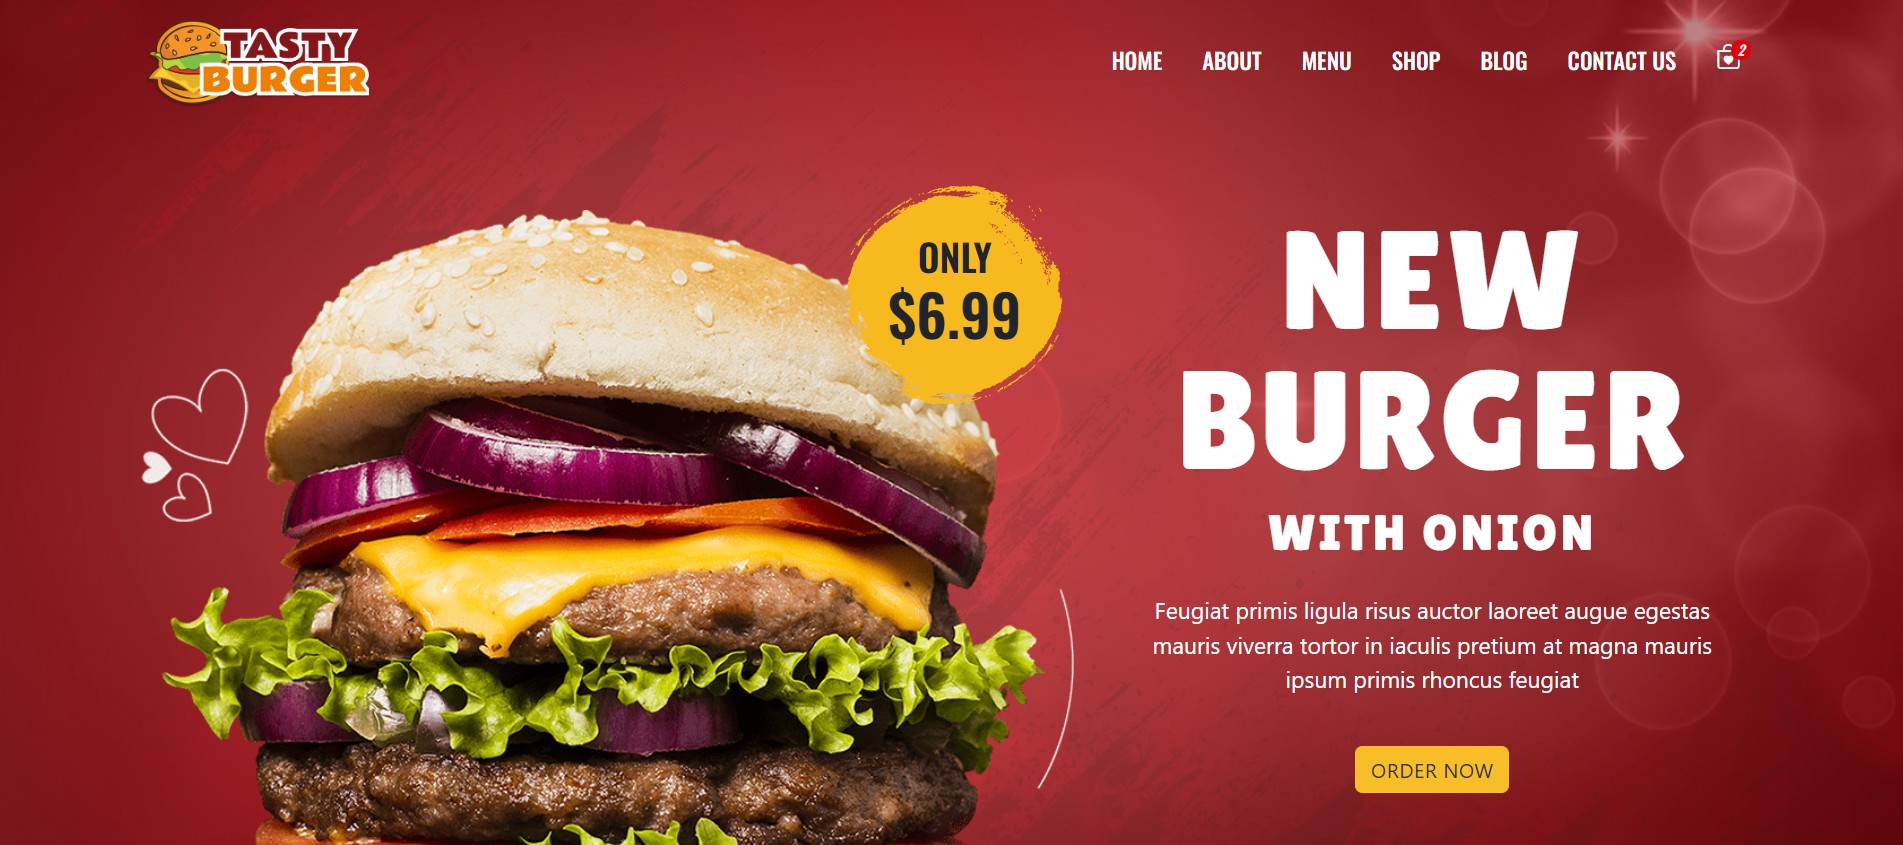 TASTY
BURGER
HOME ABOUT MENU SHOP BLOG CONTACT US 2
ONLY
$6.99
NEW
BURGER
WITH ONION
Feugiat primis ligula risus auctor laoreet augue egestas
mauris viverra tortor in iaculis pretium at magna mauris
ipsum primis rhoncus feugiat
ORDER NOW